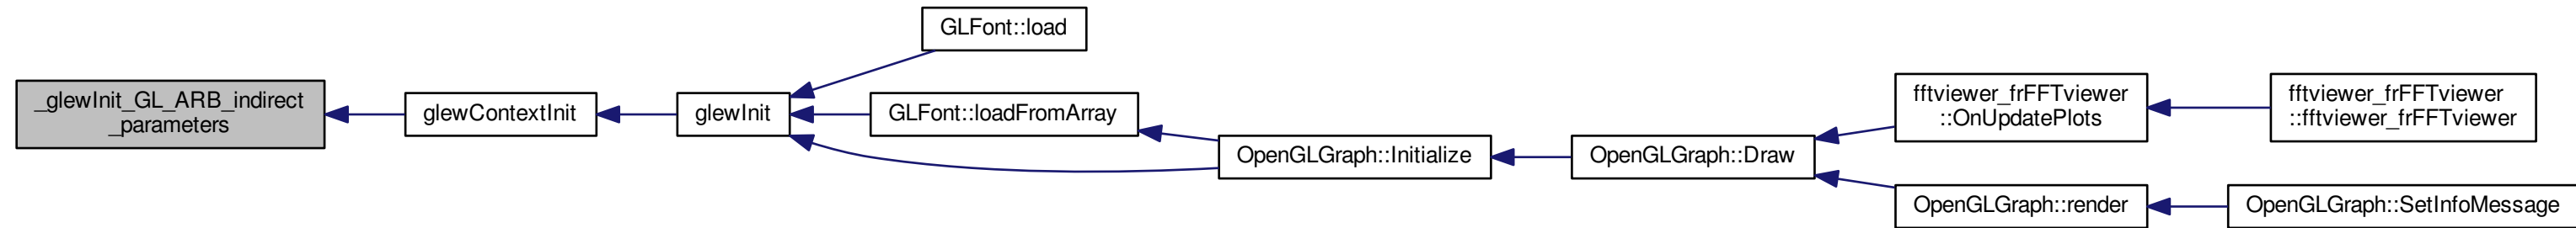 _glewInit_GL_ARB_indirect
_parameters
glewContextInit
glewInit
GLFont::load
GLFont::loadFromArray
OpenGLGraph::Initialize
OpenGLGraph::Draw
fftviewer_frFFTviewer
::OnUpdatePlots
fftviewer_frFFTviewer
::fftviewer_frFFTviewer
OpenGLGraph::render
OpenGLGraph::SetInfoMessage